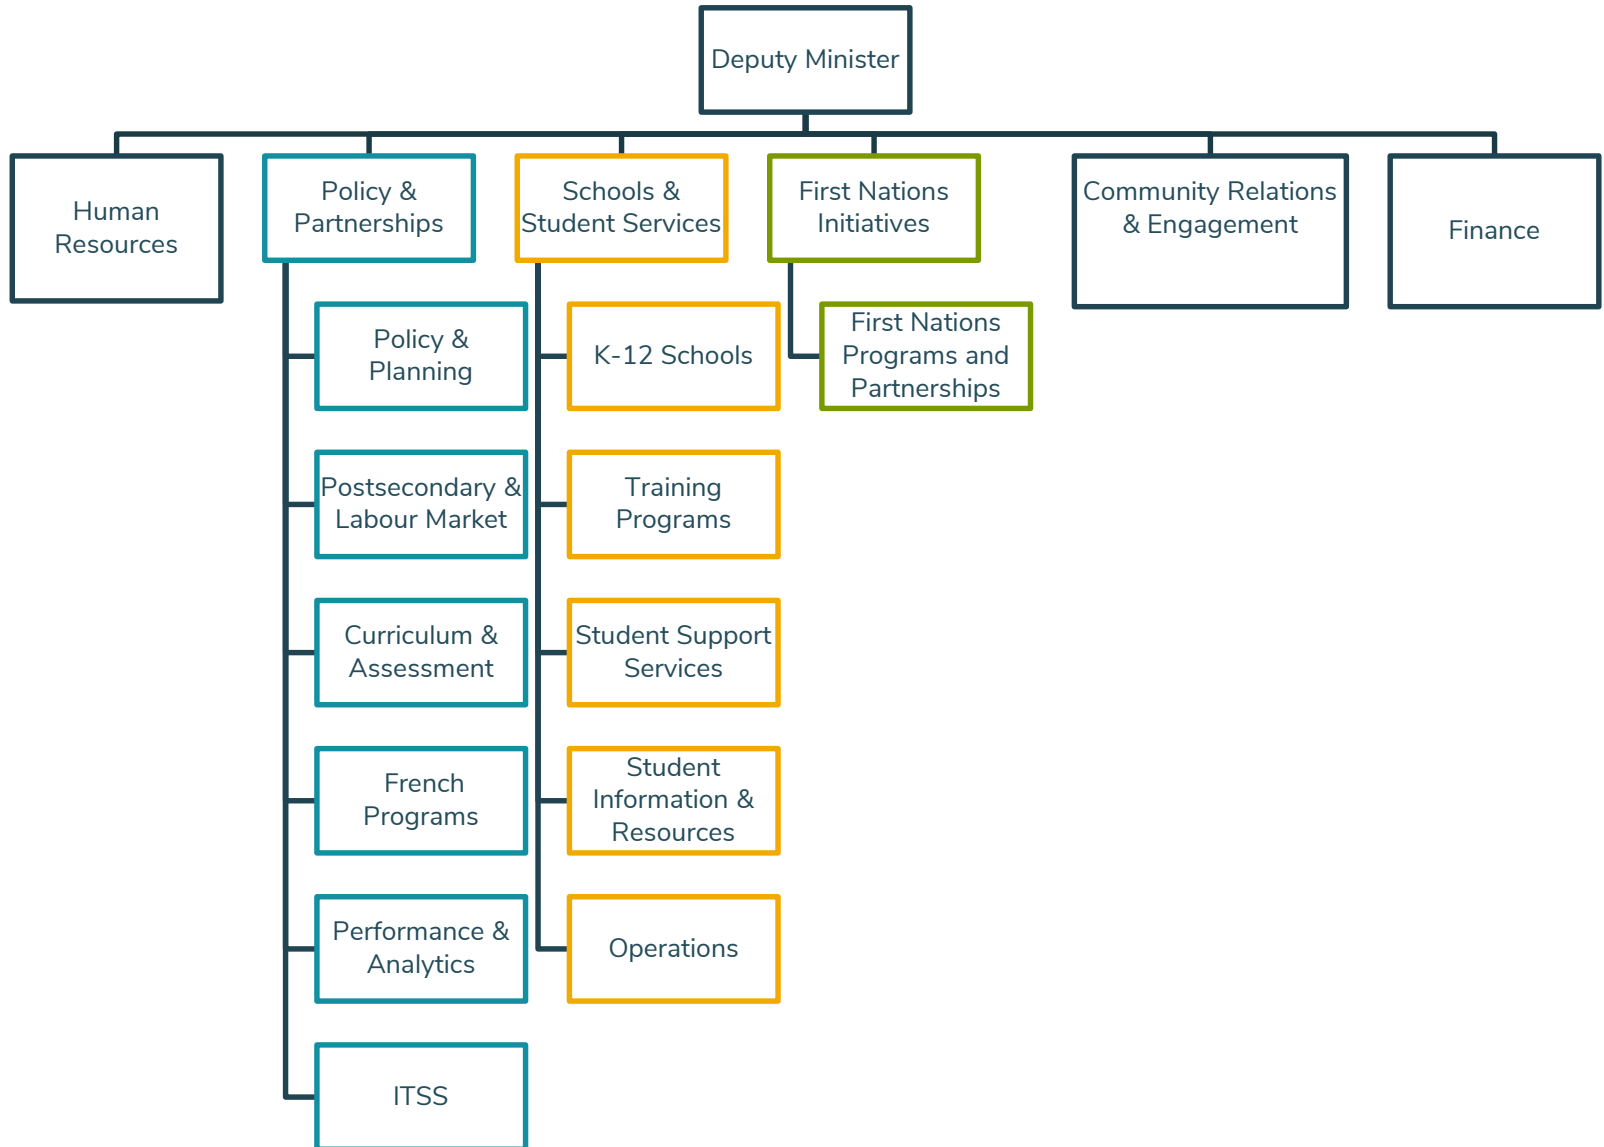 Deputy Minister
Human
Resources
Policy &
Partnerships
Schools &
Student Services
First Nations
Initiatives
Community Relations
& Engagement
Finance
Policy &
Planning
Postsecondary &
Labour Market
Curriculum &
Assessment
French
Programs
Performance &
Analytics
ITSS
K-12 Schools
Training
Programs
Student Support
Services
Student
Information &
Resources
Operations
First Nations
Programs and
Partnerships